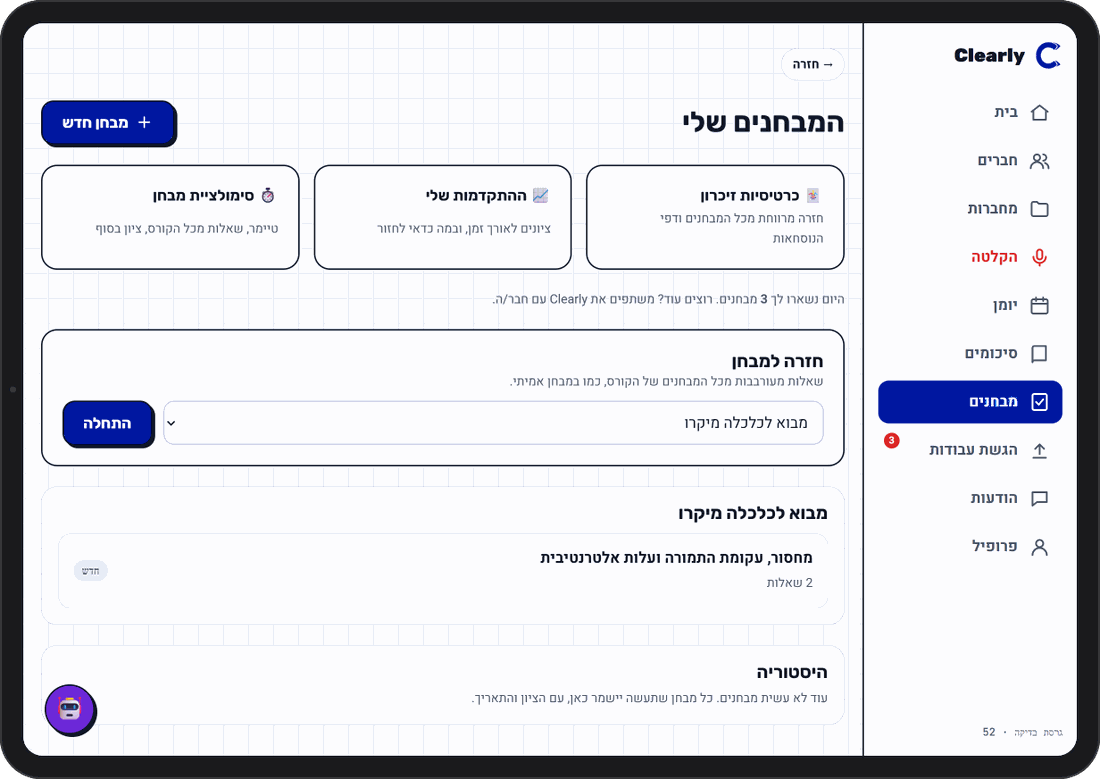 Clearly
בית
חברים
מחברות
הקלטה
יומן
סיכומים
מבחנים
הגשת עבודות
3
הודעות
פרופיל
גרסת בדיקה · 52
→ חזרה
המבחנים שלי
+ מבחן חדש
כרטיסיות זיכרון
חזרה מרווחת מכל המבחנים ודפי
הנוסחאות
ההתקדמות שלי
ציונים לאורך זמן, ובמה כדאי לחזור
סימולציית מבחן
טיימר, שאלות מכל הקורס, ציון בסוף
היום נשארו לך 3 מבחנים. רוצים עוד? משתפים את Clearly עם חבר/ה.
חזרה למבחן
שאלות מעורבבות מכל המבחנים של הקורס, כמו במבחן אמיתי.
מבוא לכלכלה מיקרו
התחלה
מבוא לכלכלה מיקרו
מחסור, עקומת התמורה ועלות אלטרנטיבית
2 שאלות
חדש
היסטוריה
עוד לא עשית מבחנים. כל מבחן שתעשה יישמר כאן, עם הציון והתאריך.